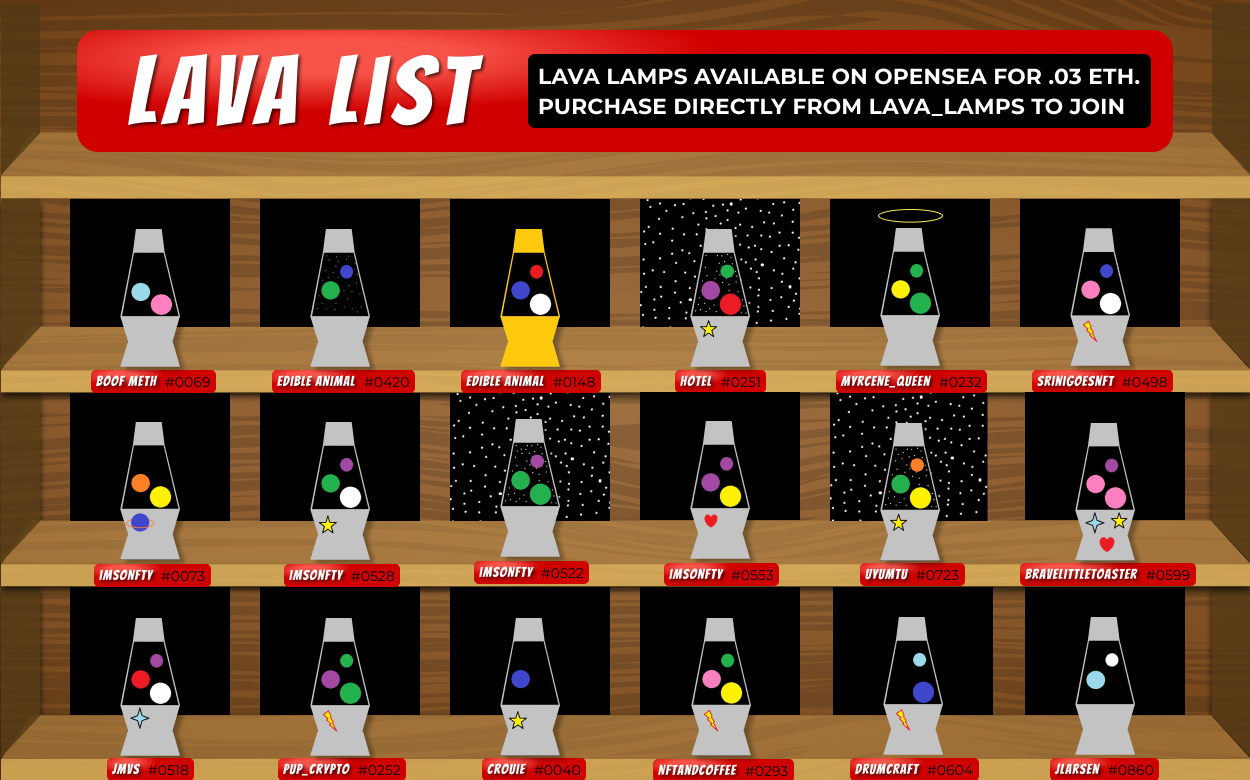 LAVA LIST
LAVA LAMPS AVAILABLE ON OPENSEA FOR .03 ETH.
PURCHASE DIRECTLY FROM LAVA_LAMPS TO JOIN
BOOF METH #0069
EDIBLE ANIMAL #0420
EDIBLE ANIMAL #0148
HOTEL #0251
MYRCENE_QUEEN #0232
SRINIGOESNFT #0498
IMSONFTY #0073
IMSONFTY #0528
IMSONFTY #0522
IMSONFTY #0553
UYUMTU #0723
BRAVELITTLETOASTER #0599
JMVS #0518
PUP_CRYPTO #0252
CROUIE #0040
NFTANDCOFFEE #0293
DRUMCRAFT #0604
JLARSEN #0860